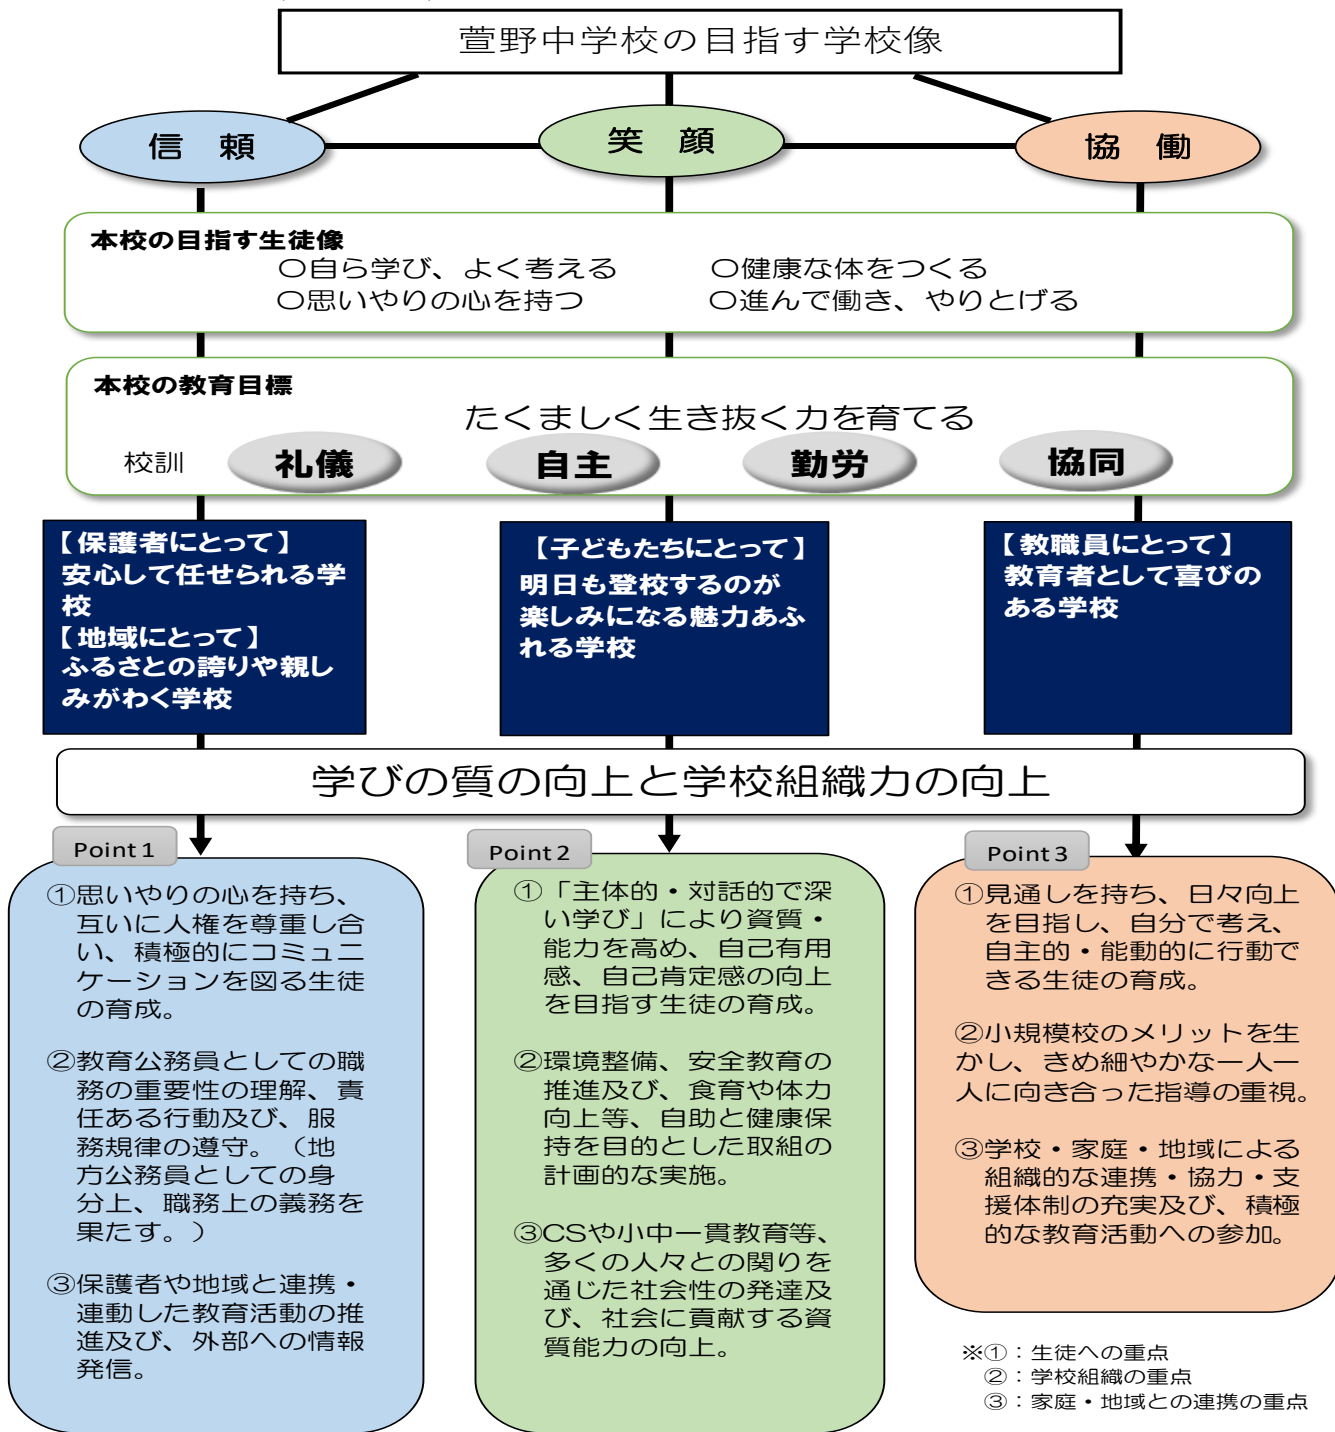 萱野中学校の目指す学校像
信　頼
笑　顔
協　働
本校の目指す生徒像
〇自ら学び、よく考える　〇健康な体をつくる
〇思いやりの心を持つ　〇進んで働き、やりとげる
本校の教育目標
たくましく生き抜く力を育てる
校訓　礼儀　自主　勤労　協同
【保護者にとって】
安心して任せられる学
校
【地域にとって】
ふるさとの誇りや親し
みがわく学校
【子どもたちにとって】
明日も登校するのが
楽しみになる魅力あふ
れる学校
【教職員にとって】
教育者として喜びの
ある学校
学びの質の向上と学校組織力の向上
Point1
①思いやりの心を持ち、
互いに人権を尊重し合
い、積極的にコミュニ
ケーションを図る生徒
の育成。
②教育公務員としての職
務の重要性の理解、責
任ある行動及び、服
務規律の遵守。（地
方公務員としての身
分上、職務上の義務を
果たす。）
③保護者や地域と連携・
連動した教育活動の推
進及び、外部への情報
発信。
Point2
①「主体的・対話的で深
い学び」により資質・
能力を高め、自己有用
感、自己肯定感の向上
を目指す生徒の育成。
②環境整備、安全教育の
推進及び、食育や体力
向上等、自助と健康保
持を目的とした取組の
計画的な実施。
③CSや小中一貫教育等、
多くの人々との関りを
通じた社会性の発達及
び、社会に貢献する資
質能力の向上。
Point3
①見通しを持ち、日々向上
を目指し、自分で考え、
自主的・能動的に行動で
きる生徒の育成。
②小規模校のメリットを生
かし、きめ細やかな一人一
人に向き合った指導の重視。
③学校・家庭・地域による
組織的な連携・協力・支
援体制の充実及び、積極
的な教育活動への参加。
※①：生徒への重点
②：学校組織の重点
③：家庭・地域との連携の重点